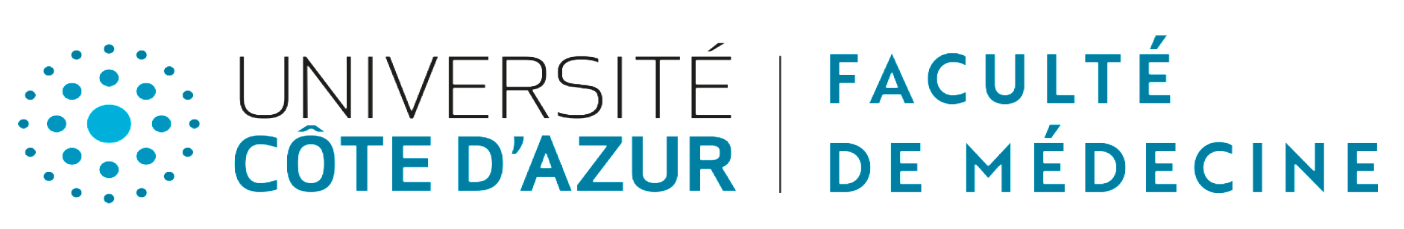 UNIVERSITÉ
CÔTE D'AZUR
FACULTÉ
DE MÉDECINE